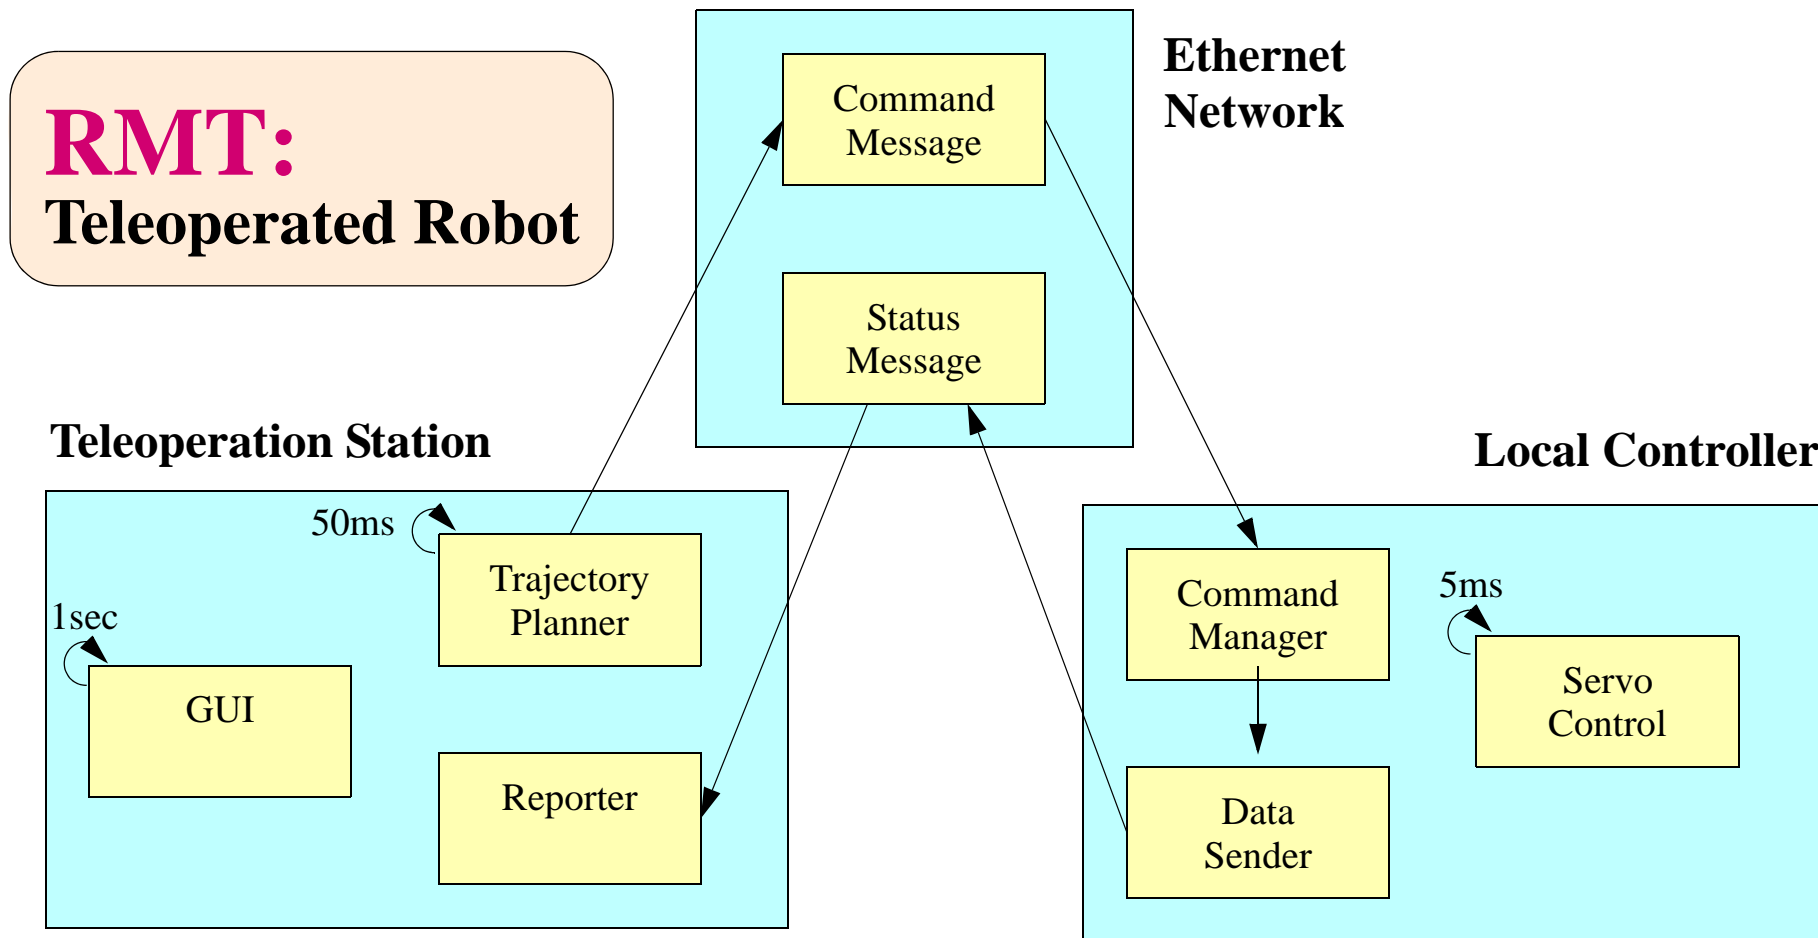 RMT:
Teleoperated Robot
Ethernet
Network
Command
Message
Status
Message
Teleoperation Station
50ms
Trajectory
Planner
1sec
GUI
Reporter
Local Controller
Command
Manager
5ms
Servo
Control
Data
Sender